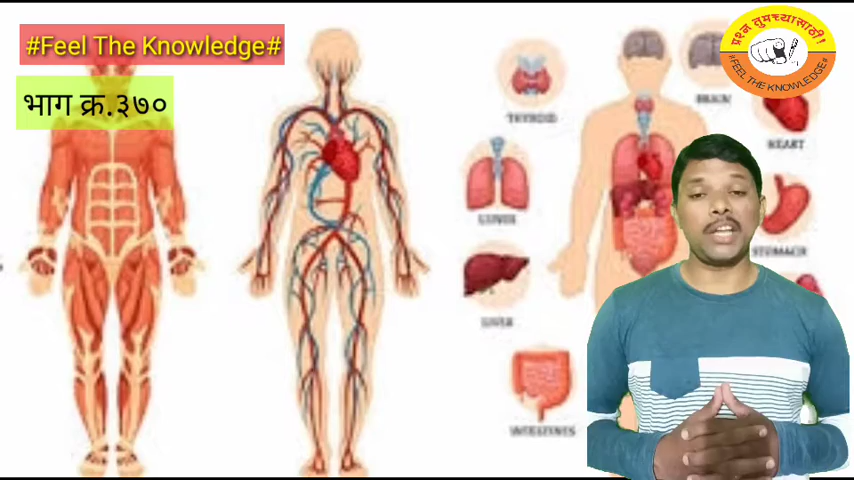 #Feel The Knowledge#
भाग क्र.३७०
प्रश्न तुमच्यासाठी!
#FEEL THE KNOWLEDGE#
BRAIN
THYROID
HEART
LUNGS
STOMACH
LIVER
INTESTINES